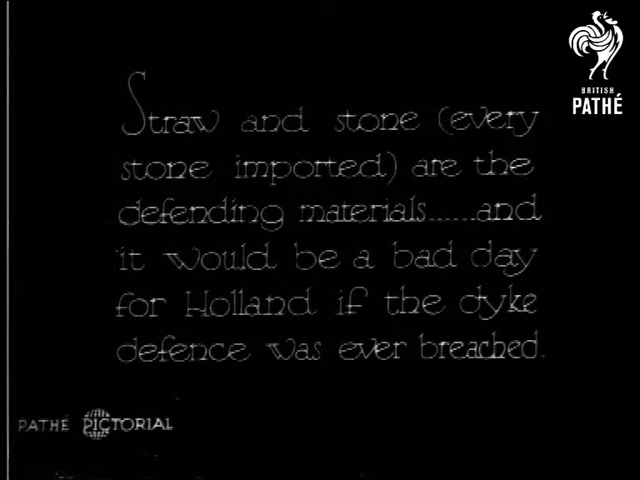 BRITISH
PATHÉ
Straw and stone (every
stone imported) are the
defending materials......and
it would be a bad day
for Holland if the dyke
defence was ever breached.
PATHÉ PICTORIAL